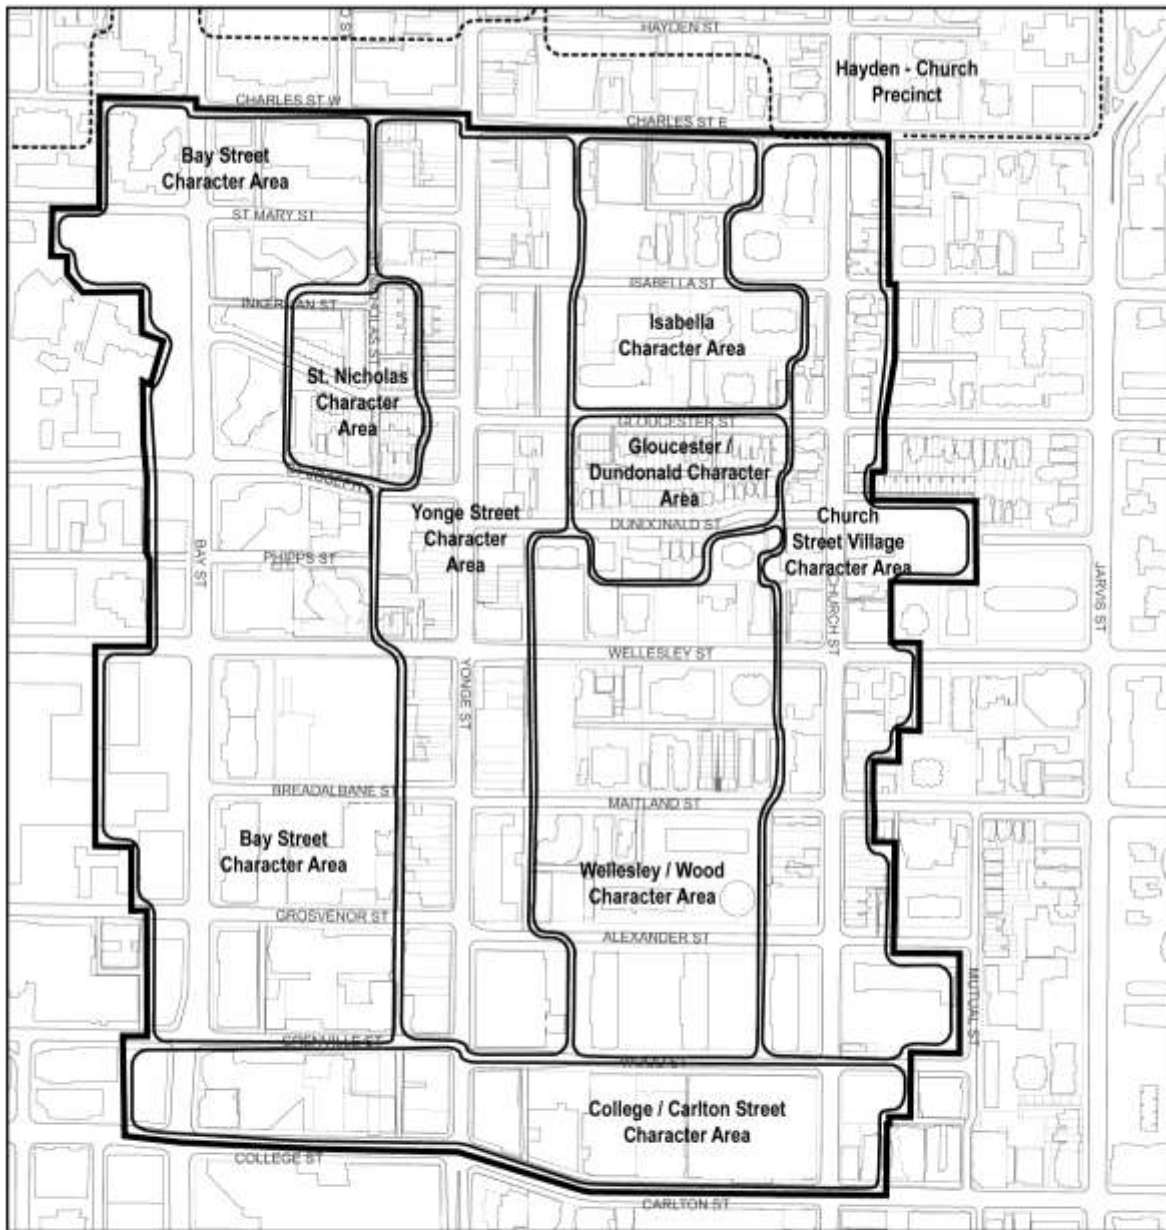 HAYDEN ST
Hayden - Church
Precinct
CHARLES ST W
CHARLES ST E
Bay Street
Character Area
ST MARY ST
ISABELLA ST
INKERMAN ST
Isabella
Character Area
St. Nicholas
Character
Area
GLOUCESTER ST
Gloucester /
Dundonald Character
Area
DUNDONALD ST
Yonge Street
Character
Area
Church
Street Village
Character Area
PHIPPS ST
BAY ST
CHURCH ST
JARVIS ST
WELLESLEY ST
YONGE ST
BREADALBANE ST
MAITLAND ST
Bay Street
Character Area
Wellesley / Wood
Character Area
GROSVENOR ST
ALEXANDER ST
MUTUAL ST
GRENVILLE ST
WOOD ST
College / Carlton Street
Character Area
COLLEGE ST
CARLTON ST